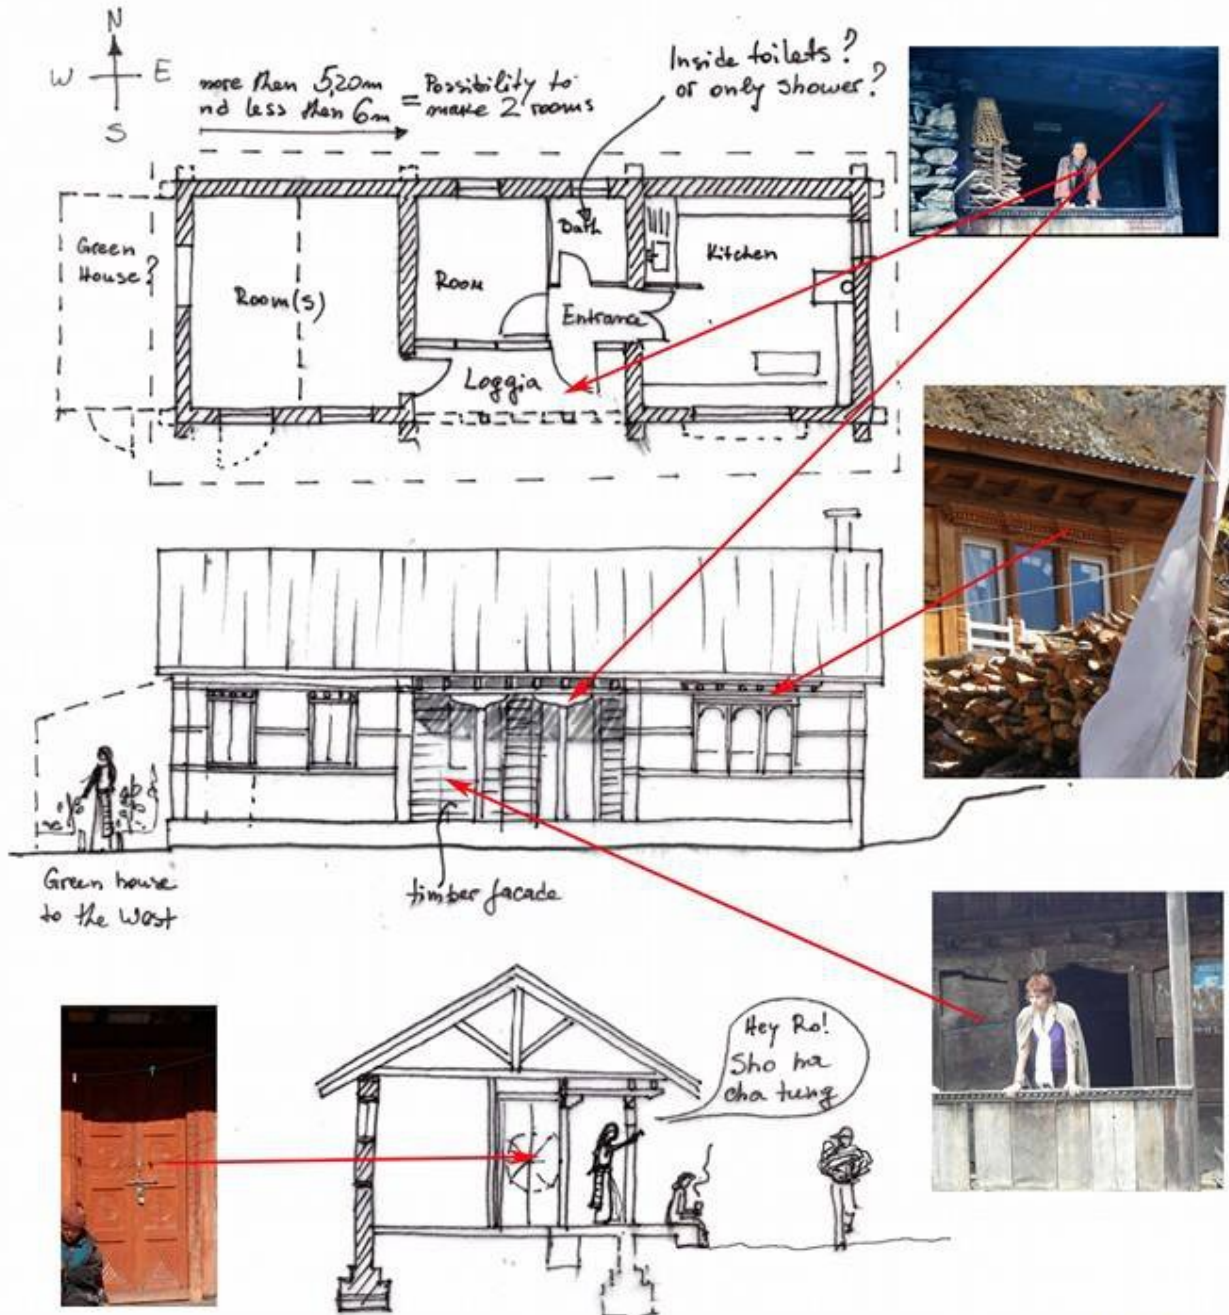 N
W E
S
more then 5,20m
nd less then 6m
= Possibility to
make 2 rooms
Inside toilets?
or only shower?
Green
House?
Room(s)
Room
Bath
Kitchen
Entrance
Loggia
Green house
to the West
timber facade
Hey Ro!
Sho ma
cha tung